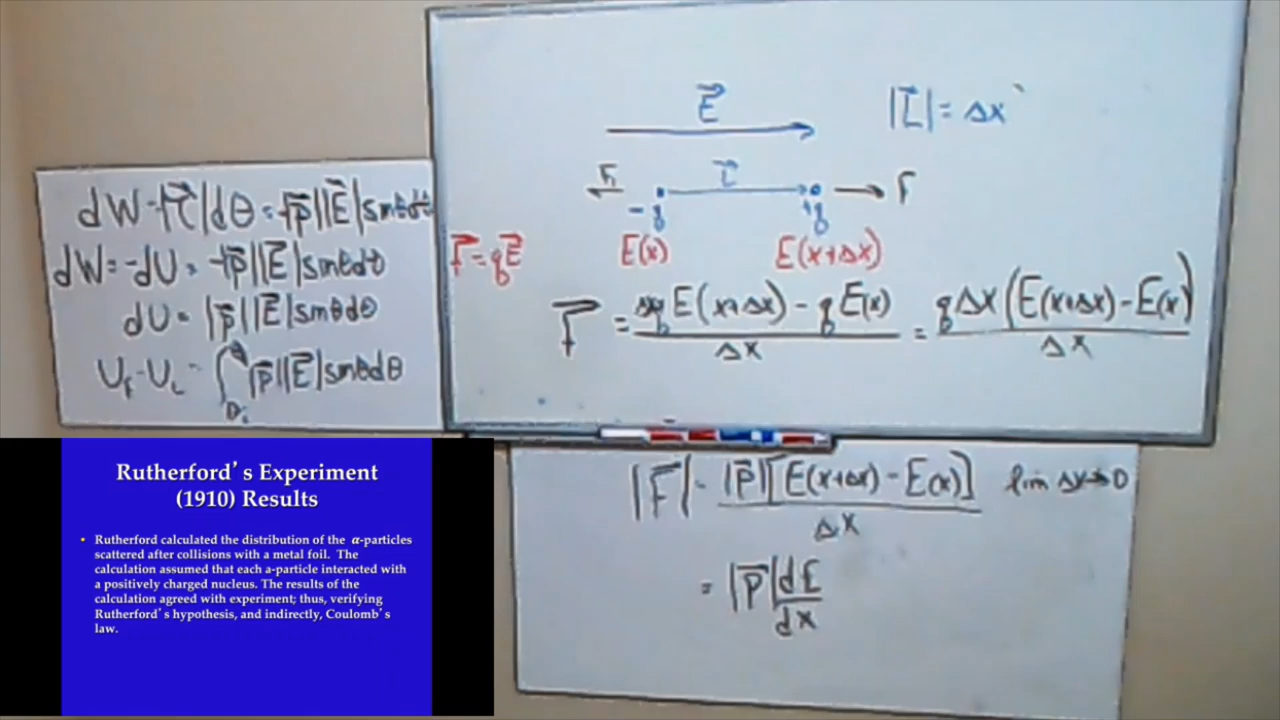 dW = -|τ⃗|dθ = -|p⃗||E⃗|sinθdθ
dW = -dU = -|p⃗||E⃗|sinθdθ
dU = |p⃗||E⃗|sinθdθ
U_f - U_i = ∫ |p⃗||E⃗|sinθdθ
E⃗
|L⃗| = Δx
L⃗ F
-q +q
F⃗ = qE⃗ E(x) E(x+Δx)
F⃗ = qE(x+Δx) - qE(x) / Δx = qΔx(E(x+Δx) - E(x) / Δx
|F⃗| = |p⃗|[E(x+Δx) - E(x)] / Δx lim Δx→0
= |p⃗| dE/dx
Rutherford's Experiment
(1910) Results
• Rutherford calculated the distribution of the α-particles
scattered after collisions with a metal foil. The
calculation assumed that each a-particle interacted with
a positively charged nucleus. The results of the
calculation agreed with experiment; thus, verifying
Rutherford's hypothesis, and indirectly, Coulomb's
law.